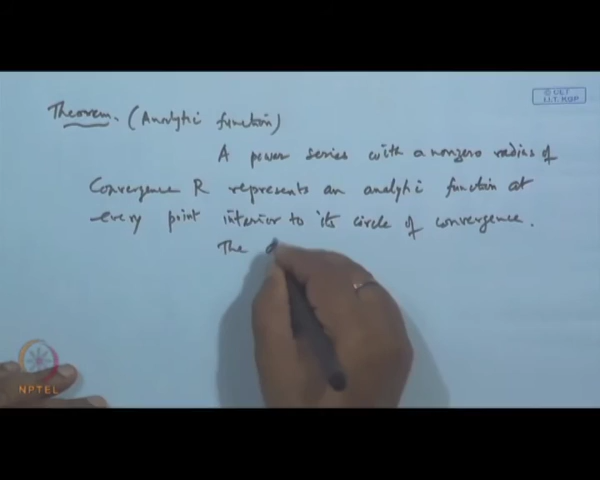 © CET
I.I.T. KGP
Theorem. (Analytic function)
A power series with a nonzero radius of
Convergence R represents an analytic function at
every point interior to its circle of convergence.
The
NPTEL